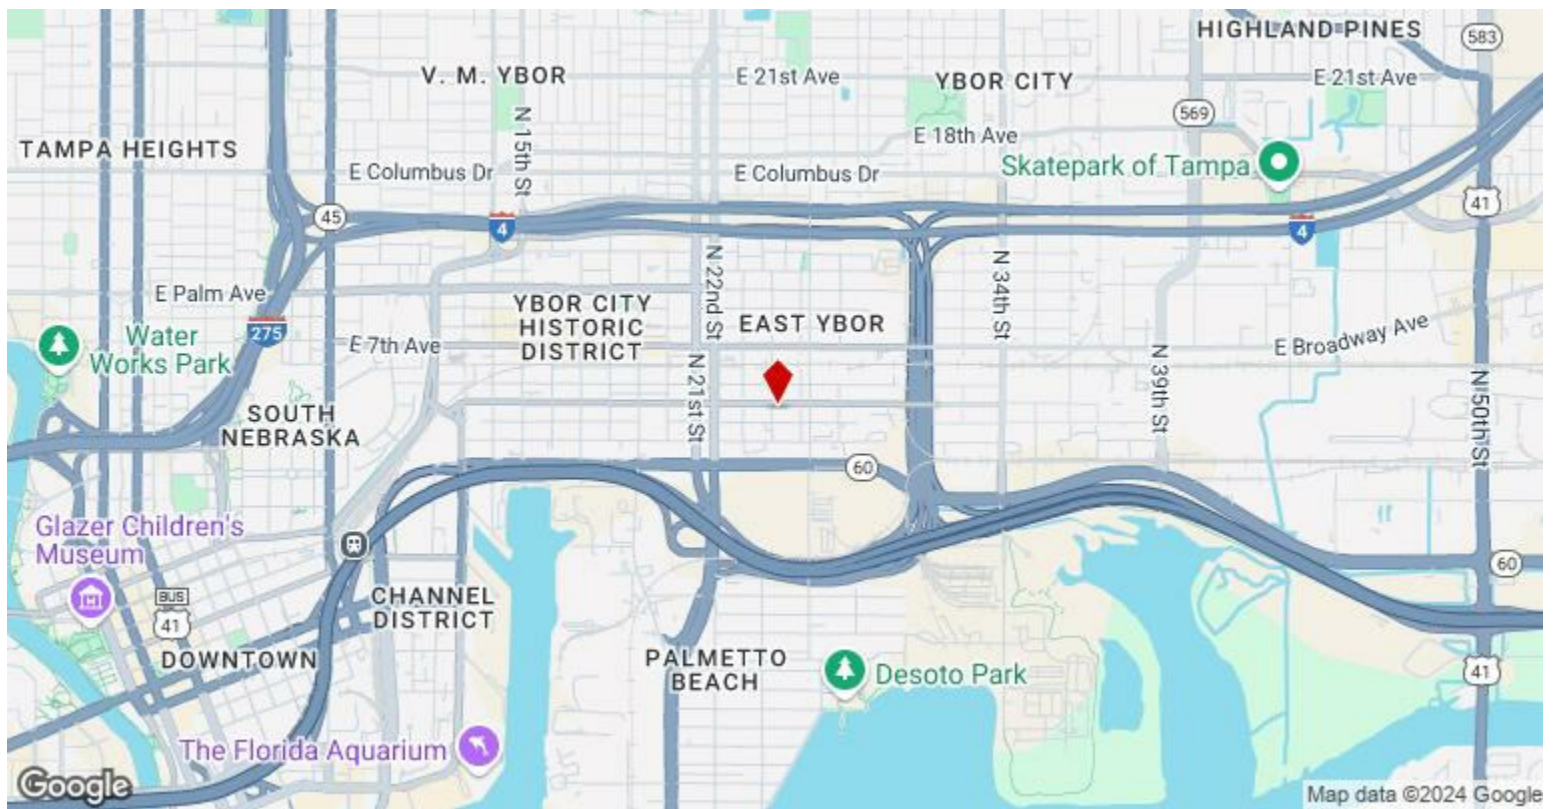 HIGHLAND PINES
583
V. M. YBOR
E 21st Ave
YBOR CITY
E 21st Ave
N 15th St
569
E 18th Ave
TAMPA HEIGHTS
E Columbus Dr
E Columbus Dr
Skatepark of Tampa
45
4
4
41
N 22nd St
N 34th St
E Palm Ave
YBOR CITY
HISTORIC
DISTRICT
EAST YBOR
275
Water
Works Park
E 7th Ave
E Broadway Ave
N 21st St
N 39th St
N 50th St
SOUTH
NEBRASKA
60
Glazer Children's
Museum
60
BUS
41
CHANNEL
DISTRICT
DOWNTOWN
PALMETTO
BEACH
Desoto Park
41
The Florida Aquarium
Google
Map data ©2024 Google